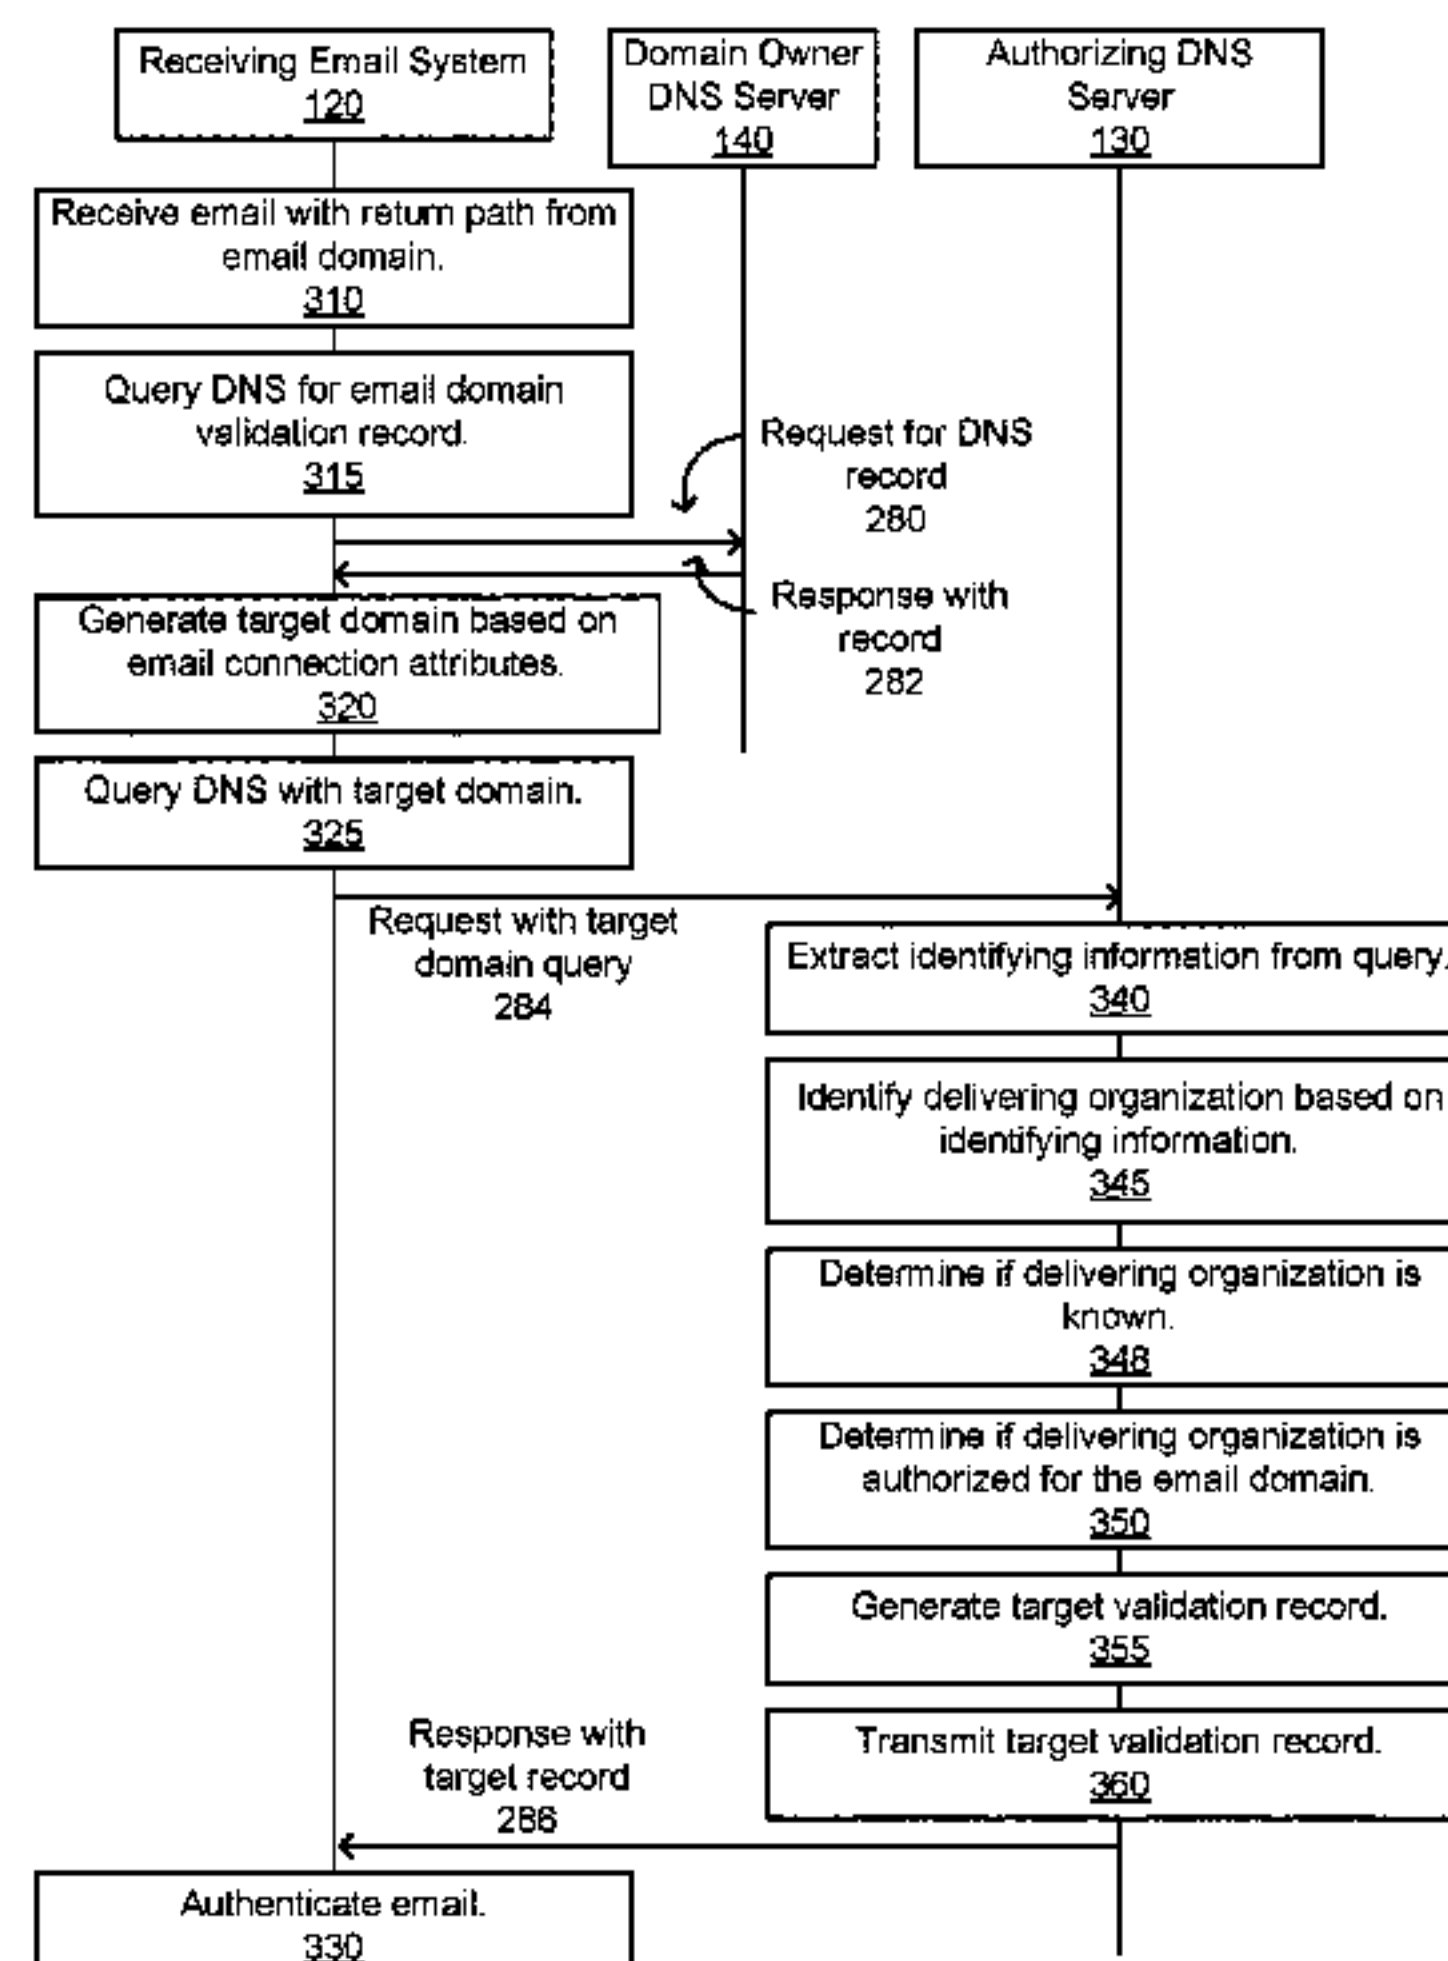 Receiving Email System
120
Domain Owner
DNS Server
140
Authorizing DNS
Server
130
Receive email with return path from
email domain.
310
Query DNS for email domain
validation record.
315
Request for DNS
record
280
Response with
record
282
Generate target domain based on
email connection attributes.
320
Query DNS with target domain.
325
Request with target
domain query
284
Extract identifying information from query.
340
Identify delivering organization based on
identifying information.
345
Determine if delivering organization is
known.
348
Determine if delivering organization is
authorized for the email domain.
350
Generate target validation record.
355
Transmit target validation record.
360
Response with
target record
286
Authenticate email.
330